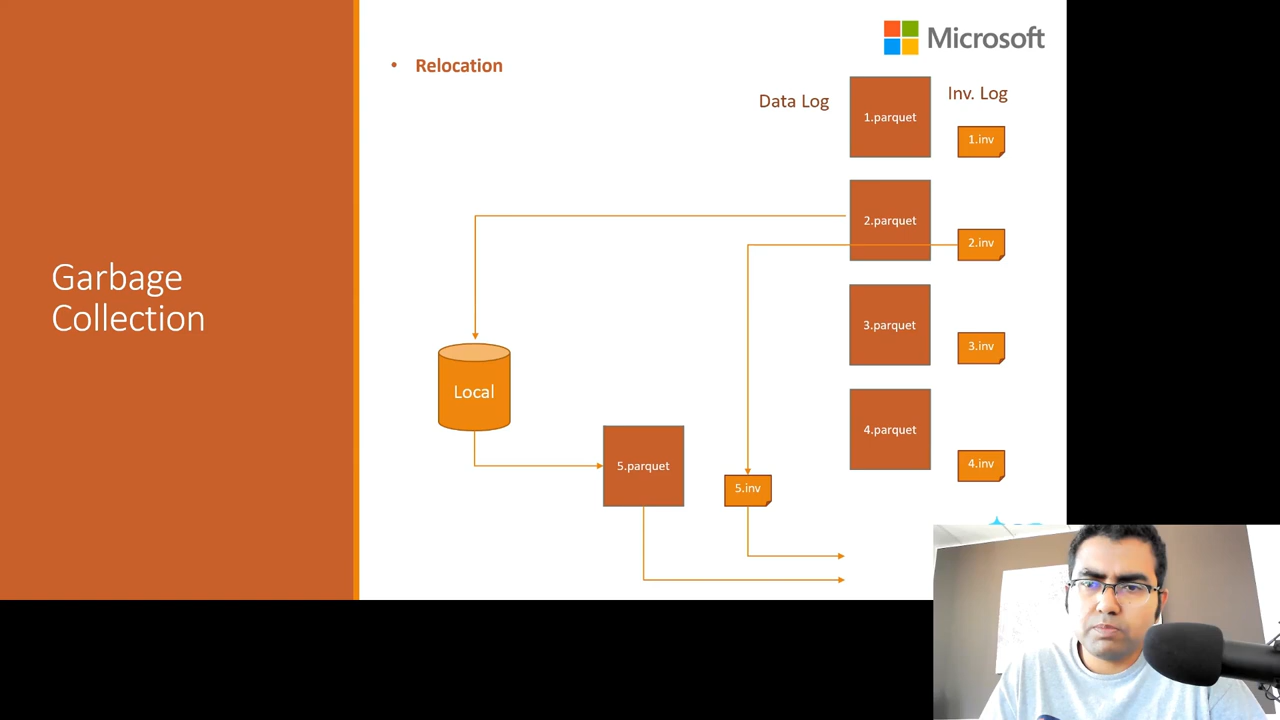 Garbage
Collection
Microsoft
• Relocation
Data Log
Inv. Log
1.parquet
1.inv
2.parquet
2.inv
3.parquet
3.inv
Local
4.parquet
4.inv
5.parquet
5.inv